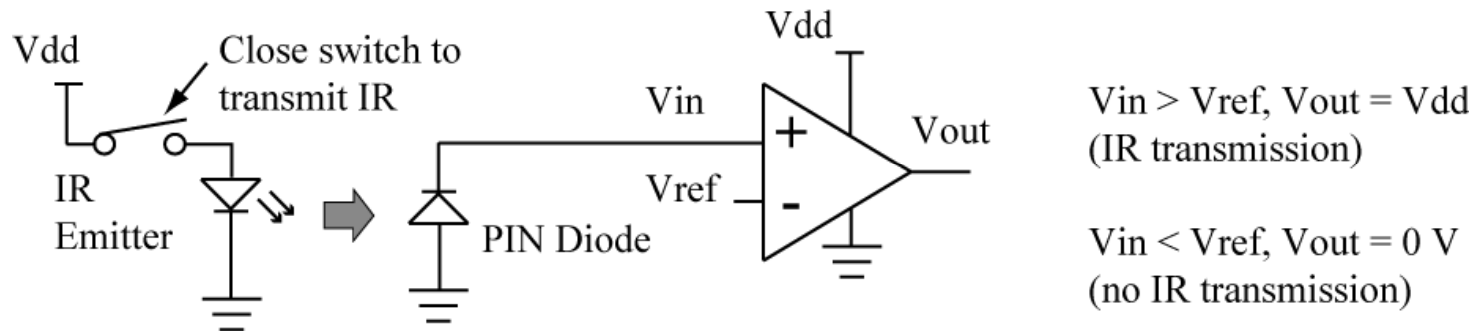 Vdd
Close switch to
transmit IR
IR
Emitter
PIN Diode
Vin
Vref
+
-
Vdd
Vout
Vin > Vref, Vout = Vdd
(IR transmission)
Vin < Vref, Vout = 0 V
(no IR transmission)